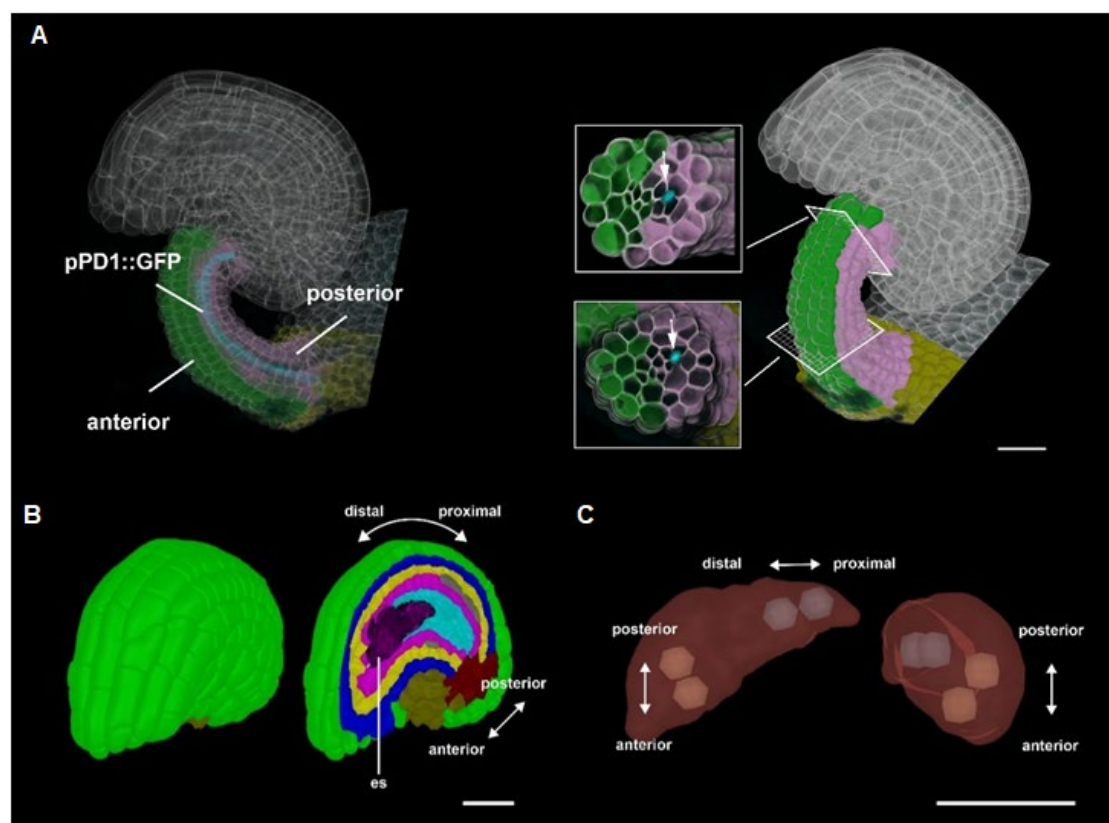 A
pPD1::GFP
posterior
anterior
B
distal proximal
posterior
anterior
es
C
distal proximal
posterior
anterior
posterior
anterior